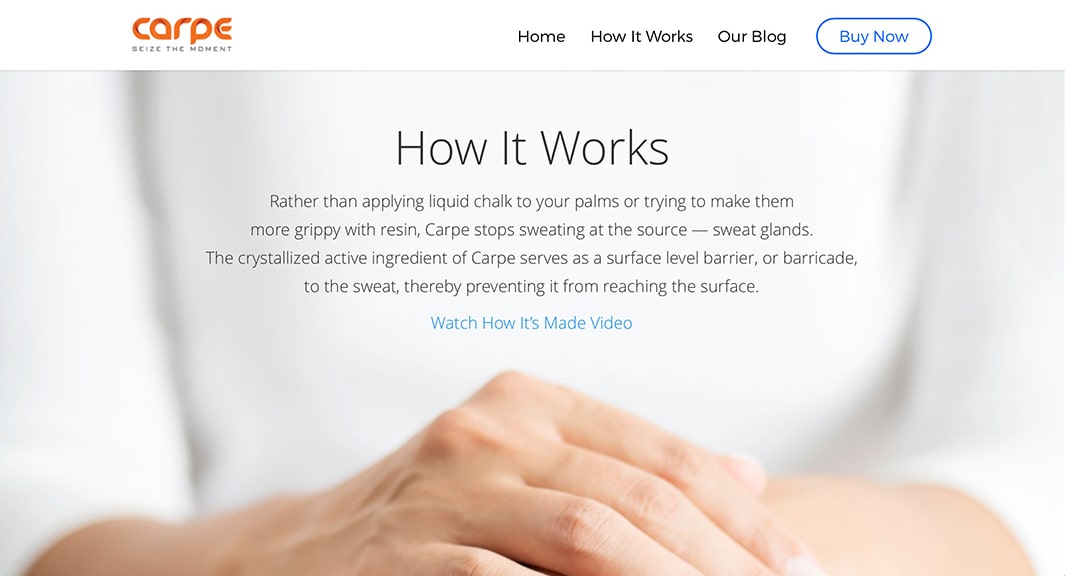 carpe
SEIZE THE MOMENT
Home How It Works Our Blog Buy Now
How It Works
Rather than applying liquid chalk to your palms or trying to make them
more grippy with resin, Carpe stops sweating at the source — sweat glands.
The crystallized active ingredient of Carpe serves as a surface level barrier, or barricade,
to the sweat, thereby preventing it from reaching the surface.
Watch How It's Made Video